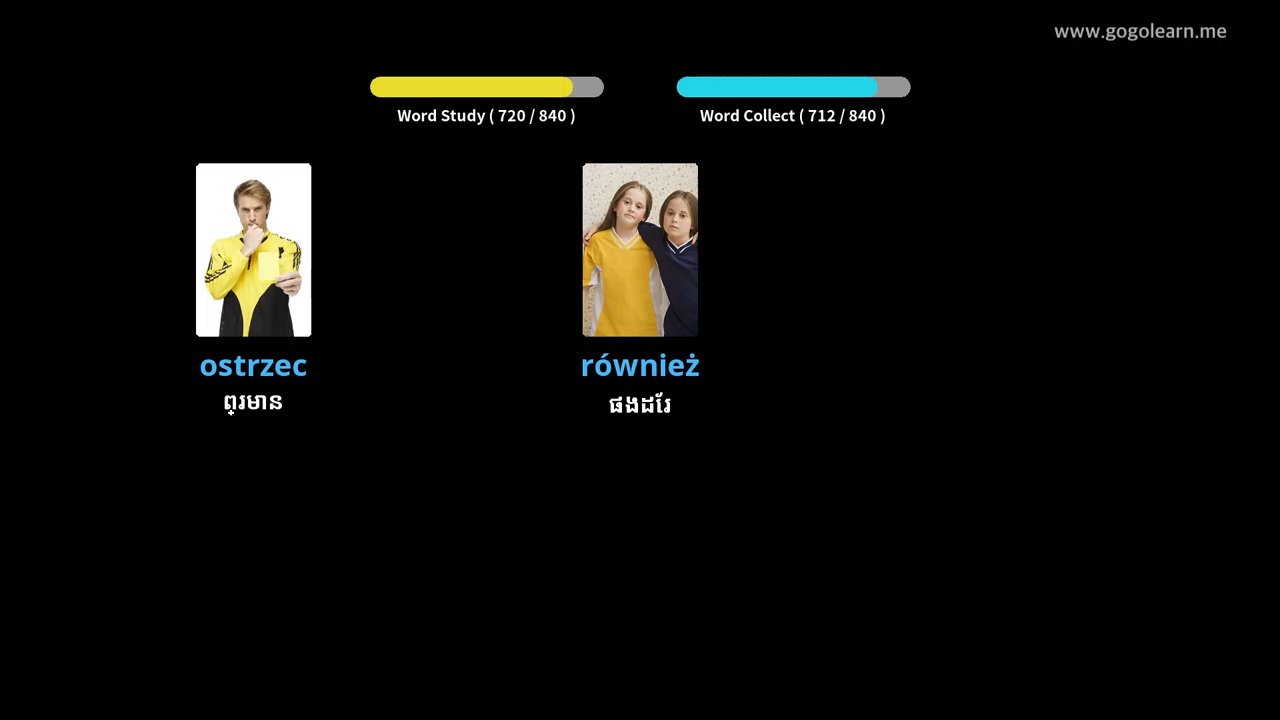 www.gogolearn.me
Word Study ( 720 / 840 )
Word Collect ( 712 / 840 )
ostrzec
ព្រមាន
również
ផងដែរ